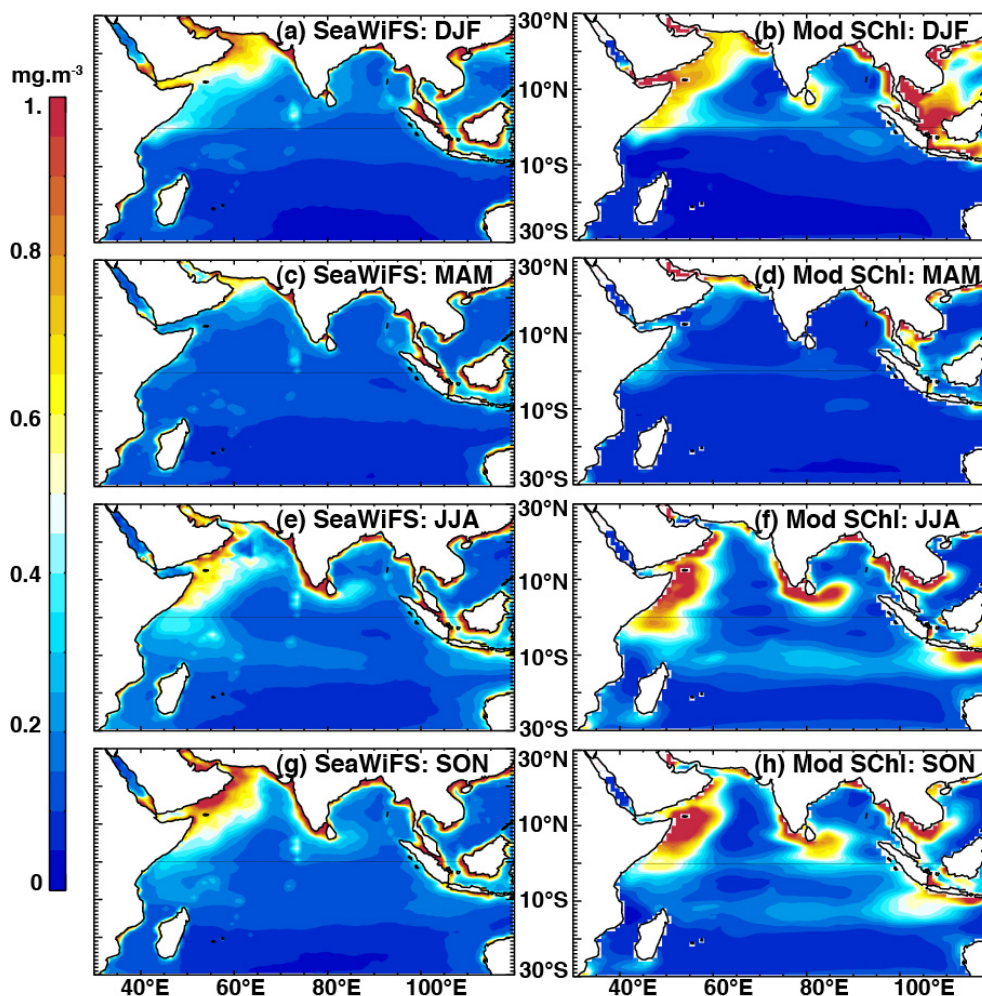 (a) SeaWiFS: DJF
30°N
(b) Mod SChl: DJF
mg.m⁻³
1.
10°N
10°S
30°S
(c) SeaWiFS: MAM
30°N
(d) Mod SChl: MAM
0.8
10°N
0.6
10°S
30°S
(e) SeaWiFS: JJA
30°N
(f) Mod SChl: JJA
0.4
10°N
10°S
0.2
30°S
(g) SeaWiFS: SON
30°N
(h) Mod SChl: SON
10°N
0
10°S
30°S
40°E 60°E 80°E 100°E 40°E 60°E 80°E 100°E